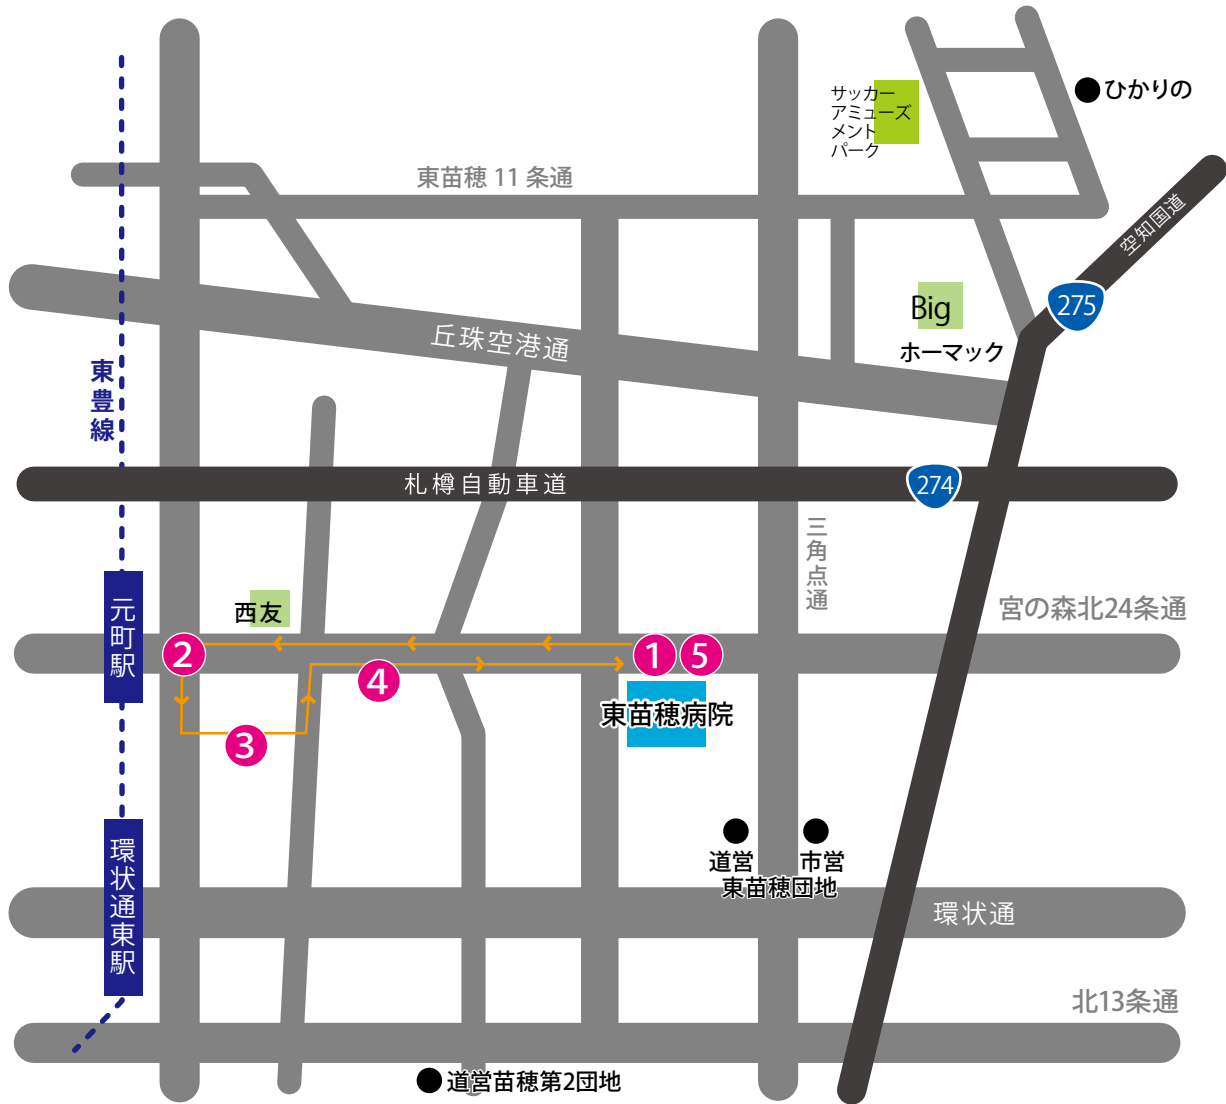 サッカー
アミューズ
メント
パーク
ひかりの
東苗穂 11 条通
空知国道
275
Big
ホーマック
丘珠空港通
東豊線
札樽自動車道
274
三角点通
元町駅
西友
宮の森北24条通
2
1
5
4
3
東苗穂病院
道営
市営
東苗穂団地
環状通東駅
環状通
北13条通
道営苗穂第2団地